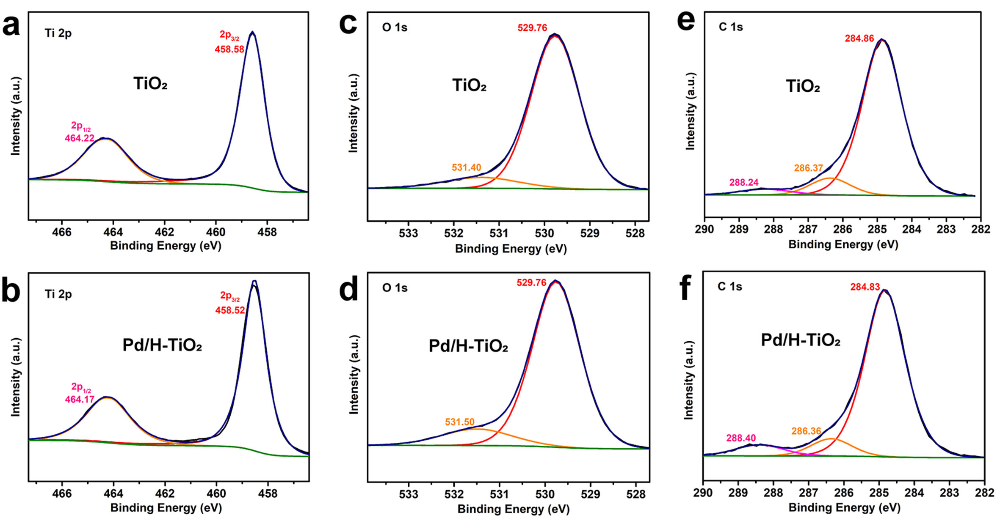 a
Ti 2p
2p3/2
458.58
TiO₂
2p1/2
464.22
Intensity (a.u.)
466 464 462 460 458
Binding Energy (eV)
c
O 1s
529.76
TiO₂
531.40
Intensity (a.u.)
533 532 531 530 529 528
Binding Energy (eV)
e
C 1s
284.86
TiO₂
286.37
288.24
Intensity (a.u.)
290 289 288 287 286 285 284 283 282
Binding Energy (eV)
b
Ti 2p
2p3/2
458.52
Pd/H-TiO₂
2p1/2
464.17
Intensity (a.u.)
466 464 462 460 458
Binding Energy (eV)
d
O 1s
529.76
Pd/H-TiO₂
531.50
Intensity (a.u.)
533 532 531 530 529 528
Binding Energy (eV)
f
C 1s
284.83
Pd/H-TiO₂
286.36
288.40
Intensity (a.u.)
290 289 288 287 286 285 284 283 282
Binding Energy (eV)